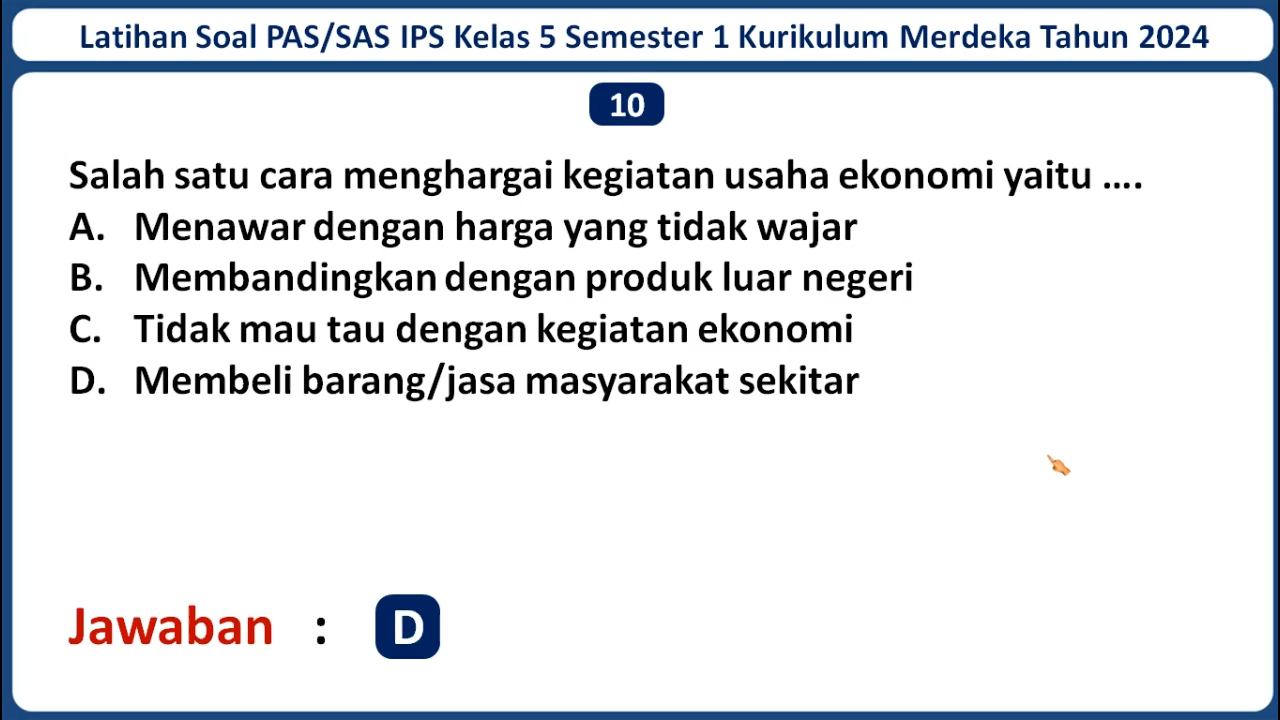 Latihan Soal PAS/SAS IPS Kelas 5 Semester 1 Kurikulum Merdeka Tahun 2024
10
Salah satu cara menghargai kegiatan usaha ekonomi yaitu ....
A. Menawar dengan harga yang tidak wajar
B. Membandingkan dengan produk luar negeri
C. Tidak mau tau dengan kegiatan ekonomi
D. Membeli barang/jasa masyarakat sekitar
Jawaban : D